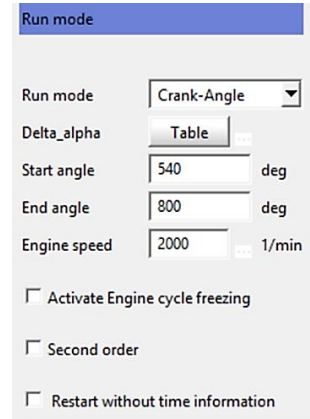 Run mode
Run mode Crank-Angle
Delta_alpha Table ...
Start angle 540 deg
End angle 800 deg
Engine speed 2000 ... 1/min
Activate Engine cycle freezing
Second order
Restart without time information